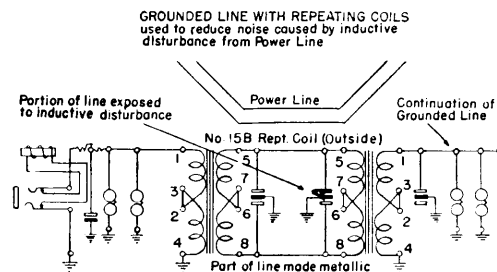 GROUNDED LINE WITH REPEATING COILS
used to reduce noise caused by inductive
disturbance from Power Line
Power Line
Portion of line exposed
to inductive disturbance
Continuation of
Grounded Line
No. 15B Rept. Coil (Outside)
1 5 5 1
7 7
3 3
2 6 6 2
4 8 8 4
Part of line made metallic